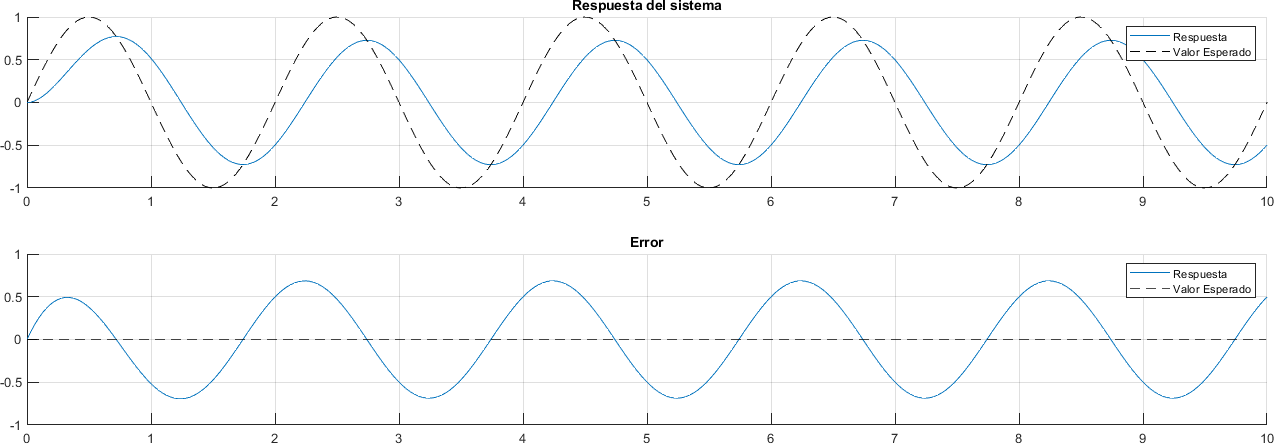 Respuesta del sistema
1
0.5
0
-0.5
-1
Respuesta
Valor Esperado
0 1 2 3 4 5 6 7 8 9 10
Error
1
0.5
0
-0.5
-1
Respuesta
Valor Esperado
0 1 2 3 4 5 6 7 8 9 10